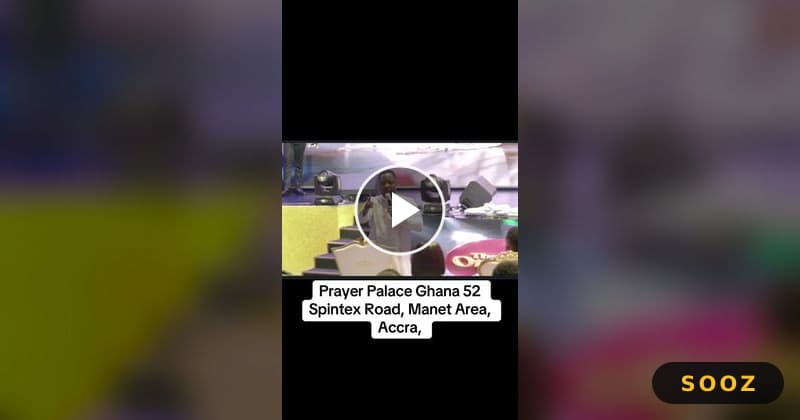 Prayer Palace Ghana 52
Spintex Road, Manet Area,
Accra,
SOOZ